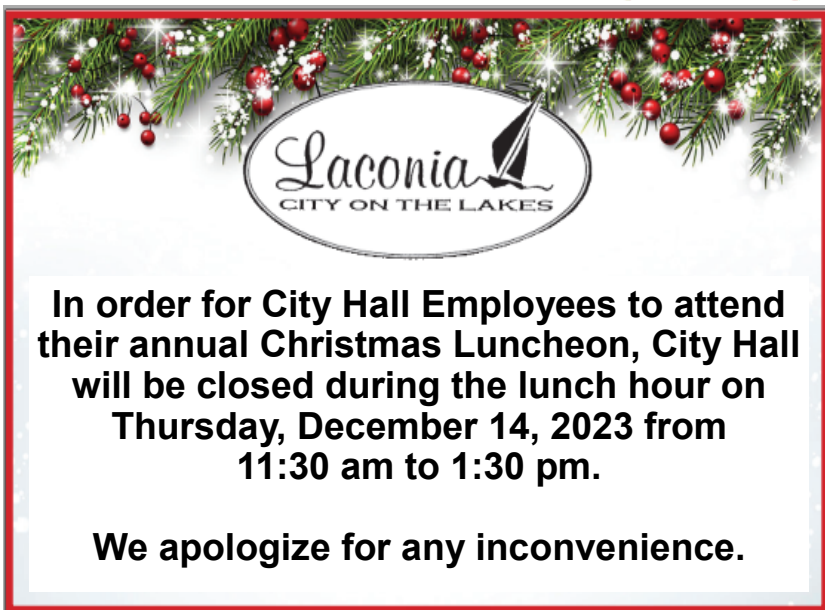 Laconia
CITY ON THE LAKES
In order for City Hall Employees to attend
their annual Christmas Luncheon, City Hall
will be closed during the lunch hour on
Thursday, December 14, 2023 from
11:30 am to 1:30 pm.
We apologize for any inconvenience.